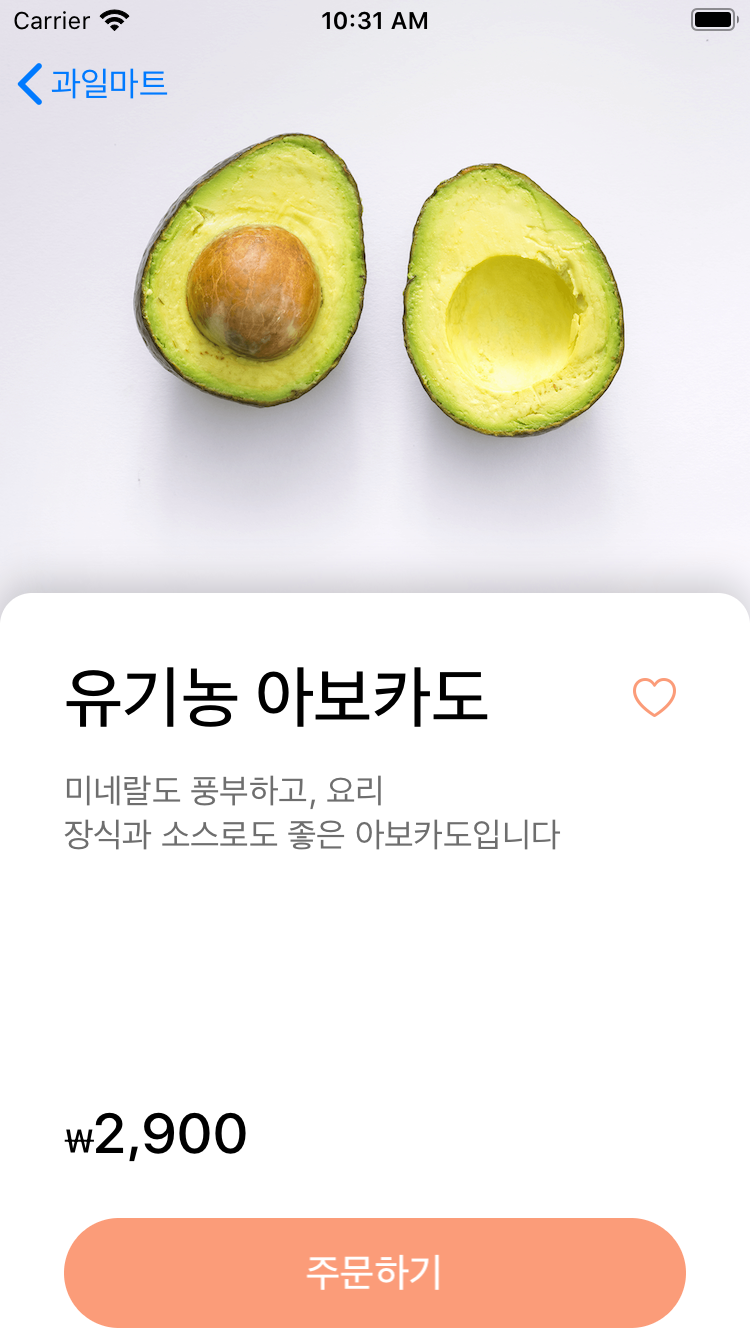 Carrier 10:31 AM
과일마트
유기농 아보카도
미네랄도 풍부하고, 요리
장식과 소스로도 좋은 아보카도입니다
₩2,900
주문하기